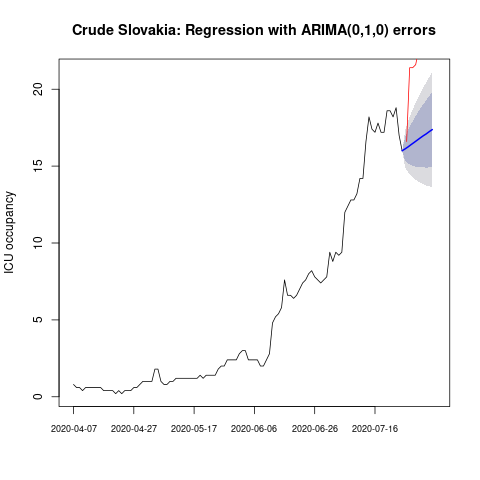 Crude Slovakia: Regression with ARIMA(0,1,0) errors
ICU occupancy
20
15
10
5
0
2020-04-07 2020-04-27 2020-05-17 2020-06-06 2020-06-26 2020-07-16